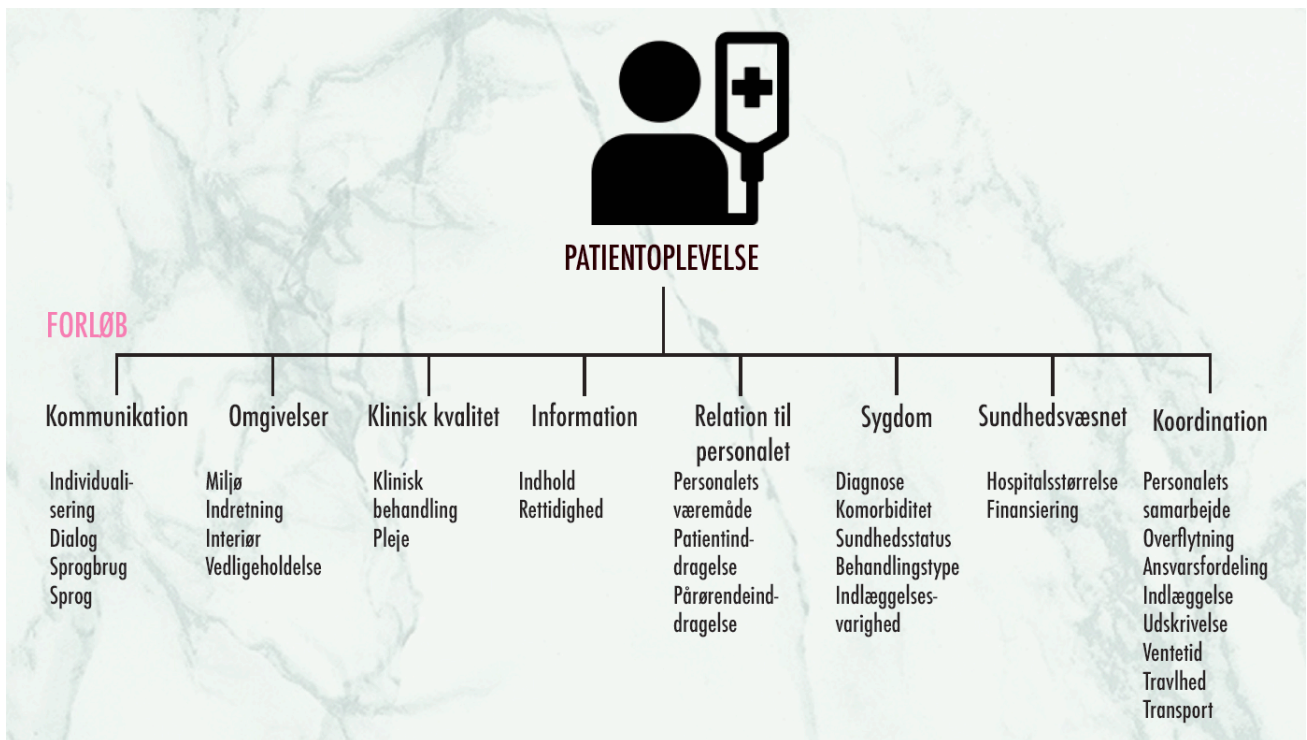 PATIENTOPLEVELSE
FORLØB
Kommunikation
Individuali-
sering
Dialog
Sprogbrug
Sprog
Omgivelser
Miljø
Indretning
Interiør
Vedligeholdelse
Klinisk kvalitet
Klinisk
behandling
Pleje
Information
Indhold
Rettidighed
Relation til
personalet
Personalets
væremåde
Patientind-
dragelse
Pårørendeind-
dragelse
Sygdom
Diagnose
Komorbiditet
Sundhedsstatus
Behandlingstype
Indlæggelses-
varighed
Sundhedsvæsnet
Hospitalsstørrelse
Finansiering
Koordination
Personalets
samarbejde
Overflytning
Ansvarsfordeling
Indlæggelse
Udskrivelse
Ventetid
Travlhed
Transport